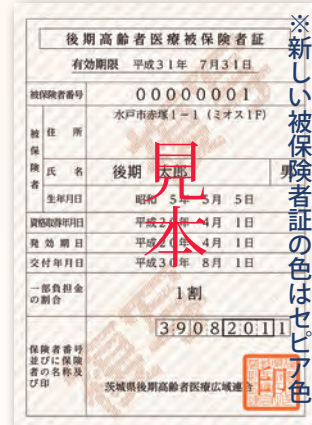 後期高齢者医療被保険者証
有効期限 平成31年 7月31日
被保険者番号 00000001
被保険者
住所 水戸市赤塚1-1 (ミオス1F)
氏名 後期 太郎 男
生年月日 昭和 5年 5月 5日
資格取得年月日 平成20年 4月 1日
発効期日 平成20年 4月 1日
交付年月日 平成30年 8月 1日
一部負担金の割合 1割
保険者番号並びに保険者の名称及び印
39082011
茨城県後期高齢者医療広域連合
見本
※新しい被保険者証の色はセピア色